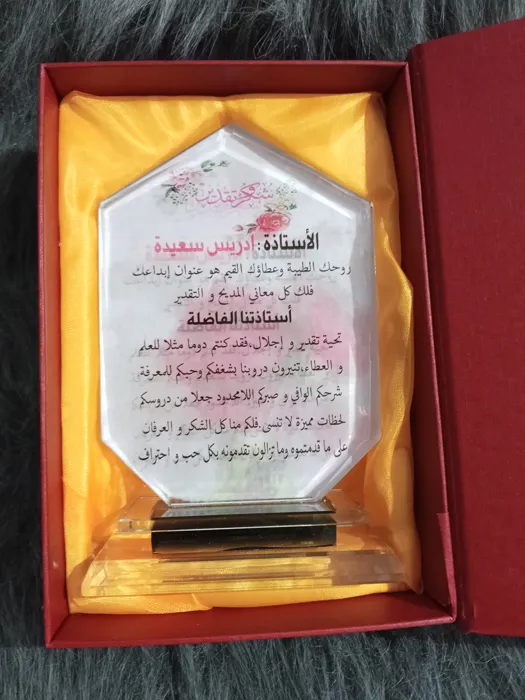 شكر وتقدير
الأستاذة : ادريس سعيدة
روحك الطيبة وعطاؤك القيم هو عنوان إبداعك
فلك كل معاني المديح و التقدير
أستاذتنا الفاضلة
تحية تقدير و إجلال،فقد كنتم دوما مثلا للعلم
و العطاء،تنيرون دروبنا بشغفكم وحبكم للمعرفة
شرحكم الوافي و صبركم اللامحدود جعلا من دروسكم
لحظات مميزة لا تنسى.فلكم منا كل الشكر و العرفان
على ما قدمتموه وما تزالون تقدمونه بكل حب و احتراف